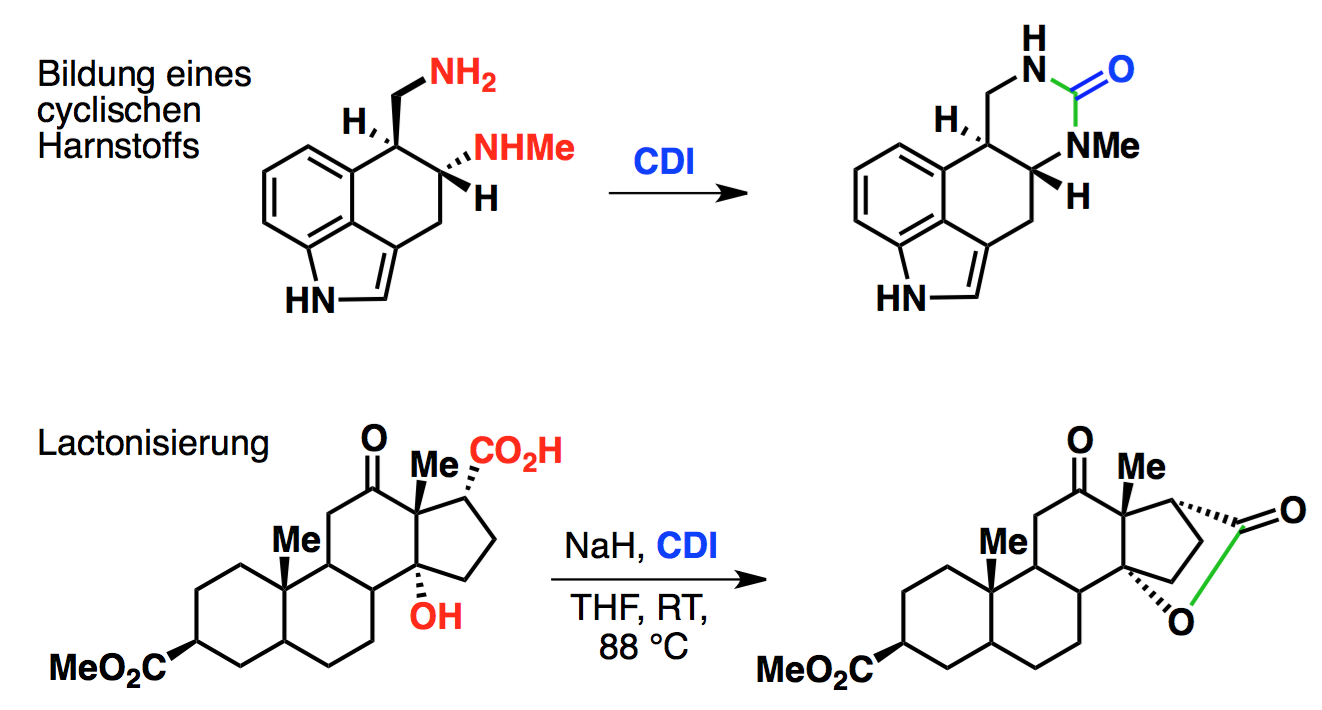 Bildung eines
cyclischen
Harnstoffs
NH2
H
NHMe
H
HN
CDI
H
N
O
H
NMe
H
HN
Lactonisierung
O
Me
CO2H
Me
OH
MeO2C
NaH, CDI
THF, RT,
88 °C
O
Me
O
Me
O
MeO2C